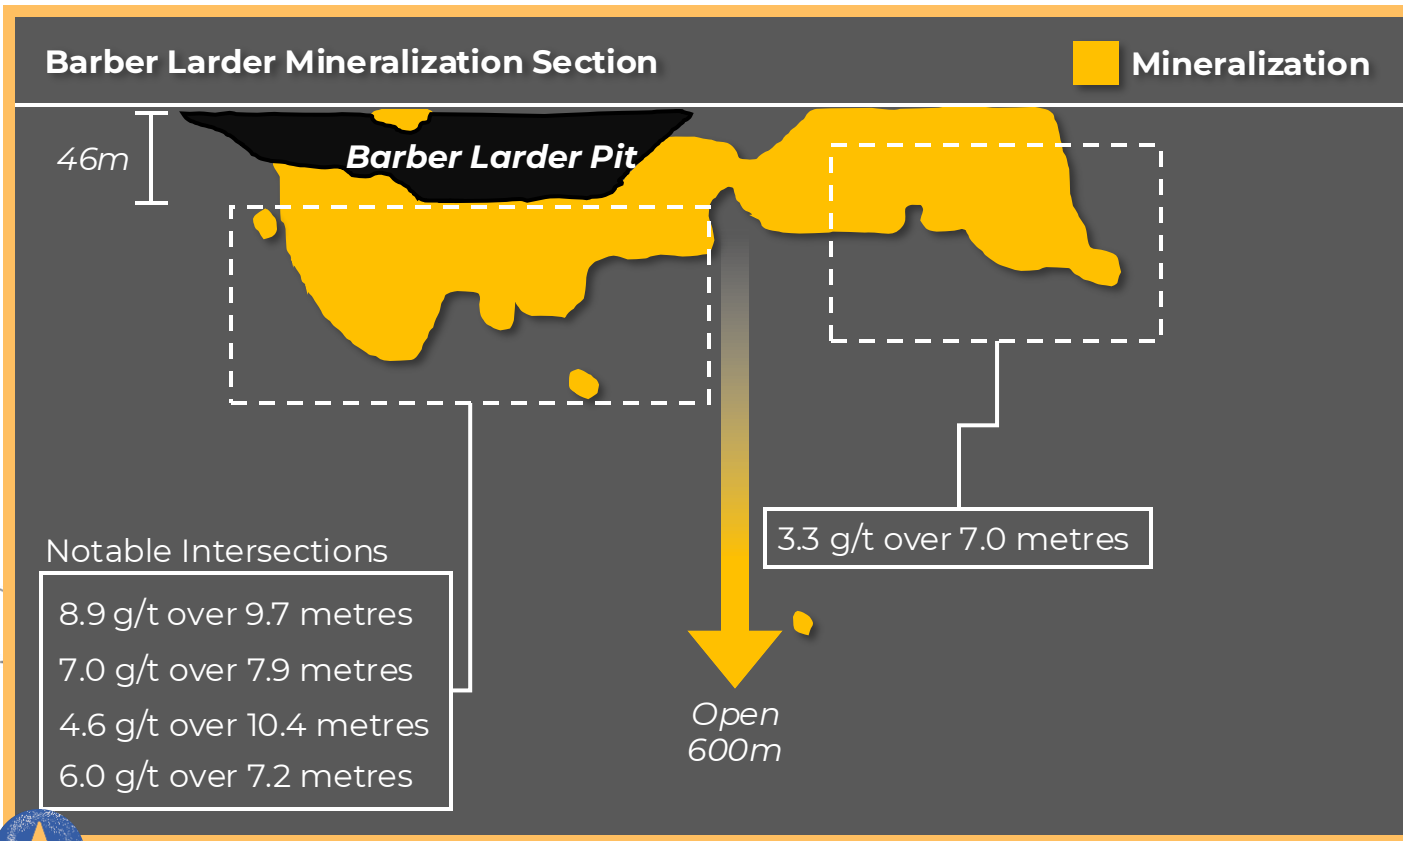 Barber Larder Mineralization Section
Mineralization
46m
Barber Larder Pit
3.3 g/t over 7.0 metres
Notable Intersections
8.9 g/t over 9.7 metres
7.0 g/t over 7.9 metres
4.6 g/t over 10.4 metres
6.0 g/t over 7.2 metres
Open
600m